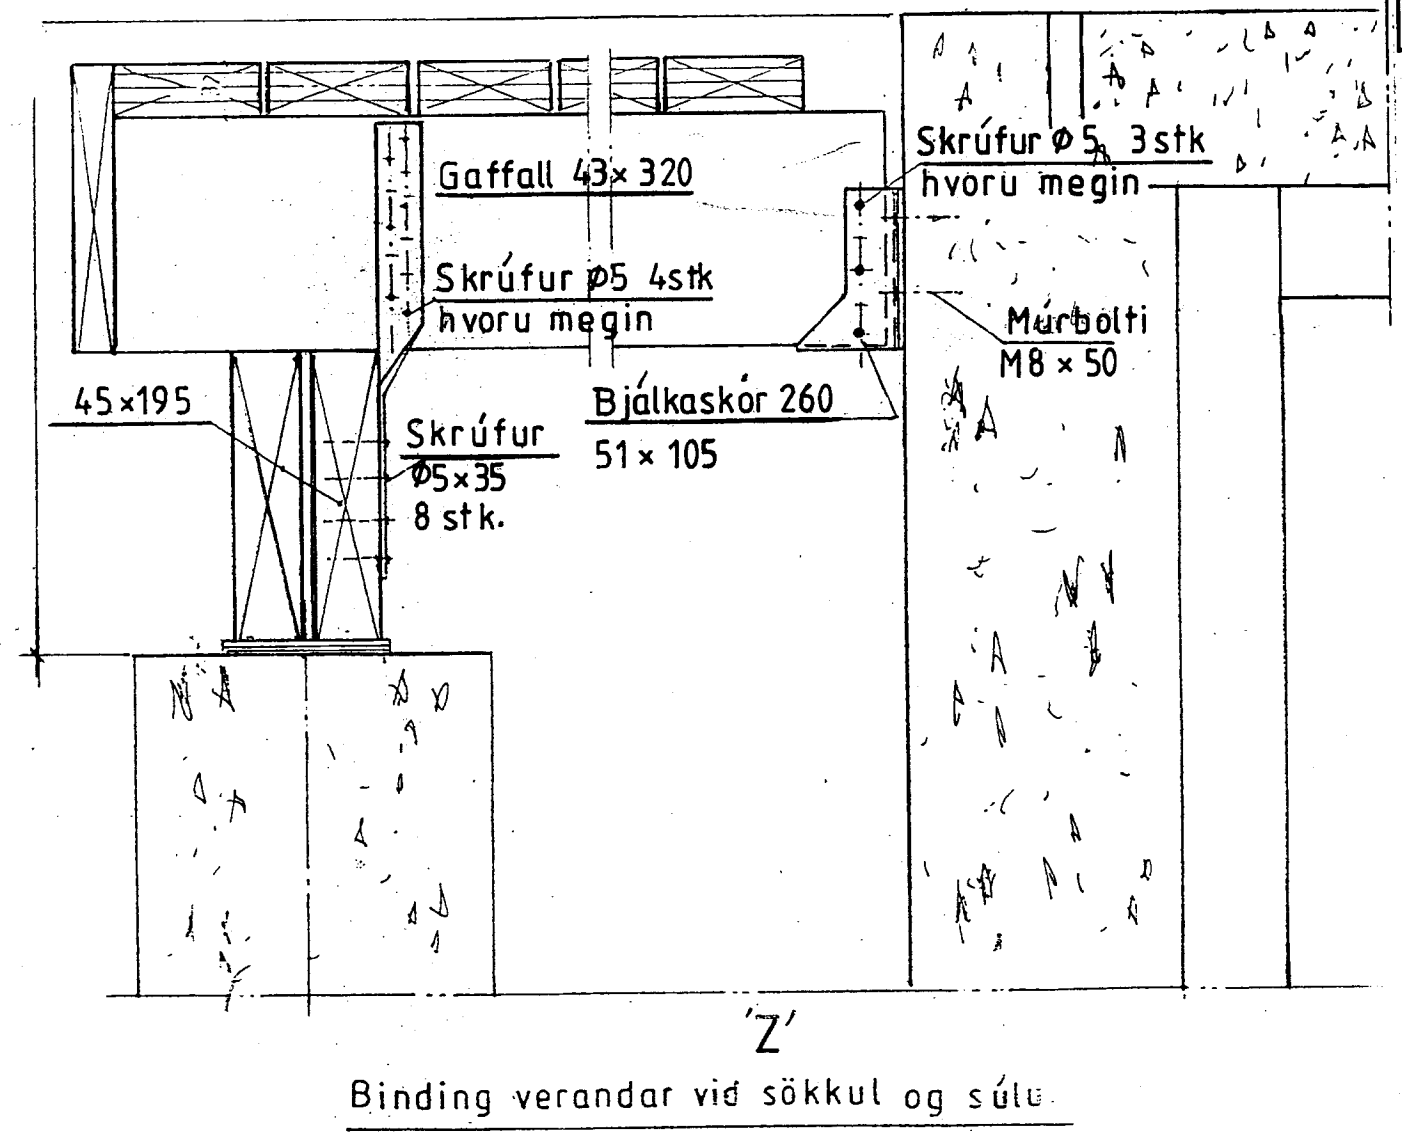 Skrúfur Ø5 3stk
hvoru megin
Gaffall 43×320
Skrúfur Ø5 4stk
hvoru megin
Múrbolti
M8×50
45×195
Bjálkaskór 260
51×105
Skrúfur
Ø5×35
8 stk.
'Z'
Binding verandar við sökkul og súlu